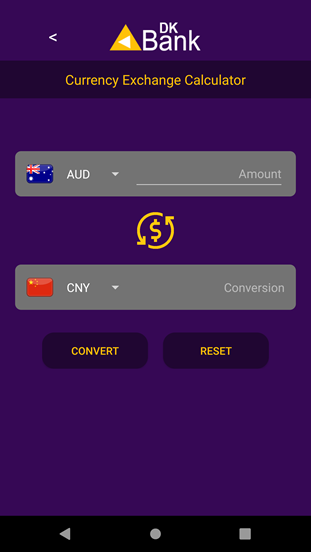 <
DK
Bank
Currency Exchange Calculator
AUD Amount
$
CNY Conversion
CONVERT RESET